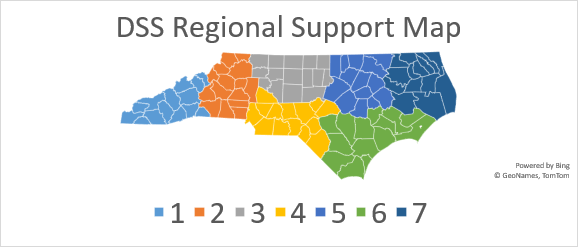 DSS Regional Support Map
Powered by Bing
© GeoNames, TomTom
1 2 3 4 5 6 7